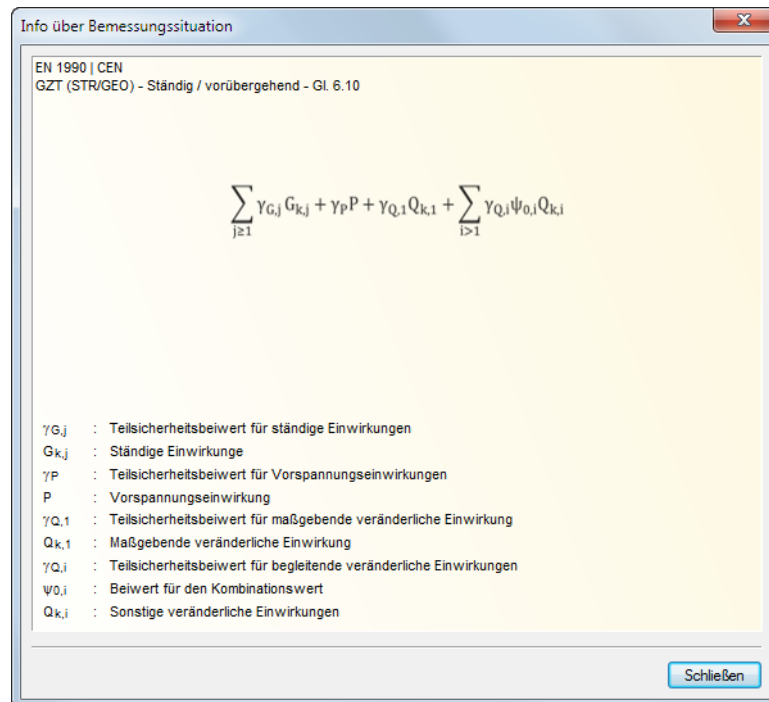 Info über Bemessungssituation
x
EN 1990 | CEN
GZT (STR/GEO) - Ständig / vorübergehend - Gl. 6.10
∑ j≥1 γG,j Gk,j + γP P + γQ,1 Qk,1 + ∑ i>1 γQ,i ψ0,i Qk,i
γG,j : Teilsicherheitsbeiwert für ständige Einwirkungen
Gk,j : Ständige Einwirkunge
γP : Teilsicherheitsbeiwert für Vorspannungseinwirkungen
P : Vorspannungseinwirkung
γQ,1 : Teilsicherheitsbeiwert für maßgebende veränderliche Einwirkung
Qk,1 : Maßgebende veränderliche Einwirkung
γQ,i : Teilsicherheitsbeiwert für begleitende veränderliche Einwirkungen
ψ0,i : Beiwert für den Kombinationswert
Qk,i : Sonstige veränderliche Einwirkungen
Schließen